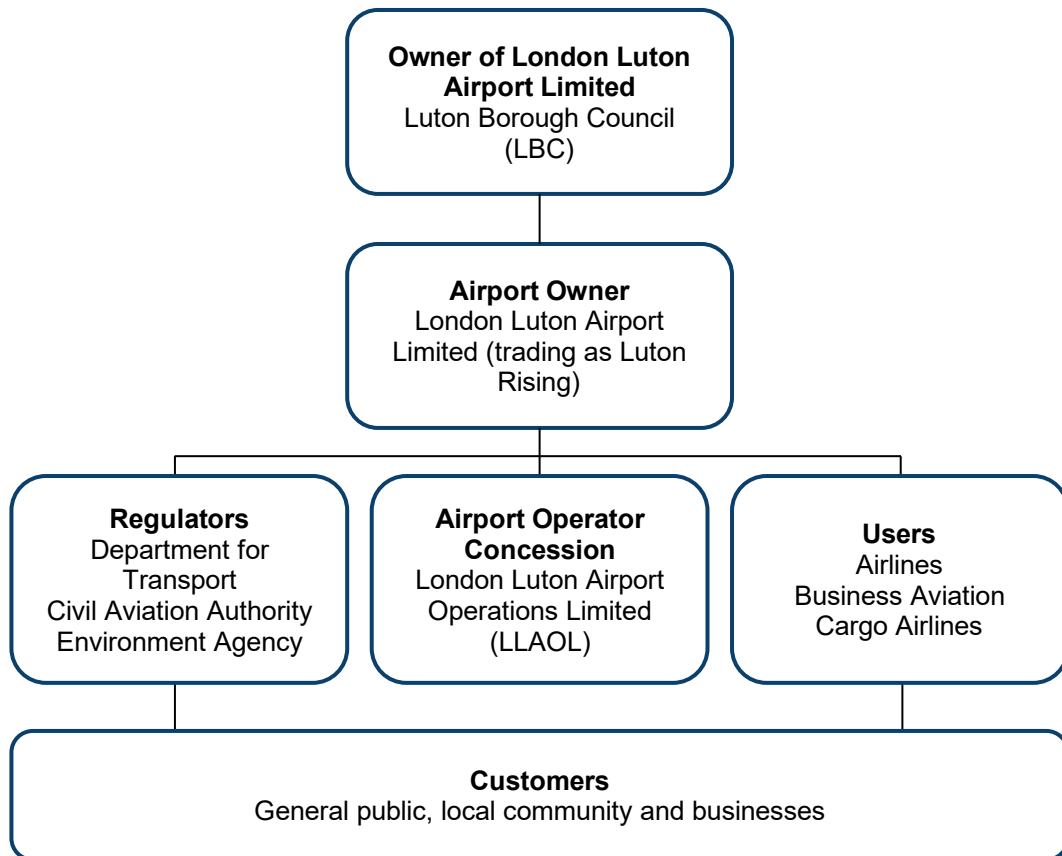 Owner of London Luton
Airport Limited
Luton Borough Council
(LBC)
Airport Owner
London Luton Airport
Limited (trading as Luton
Rising)
Regulators
Department for
Transport
Civil Aviation Authority
Environment Agency
Airport Operator
Concession
London Luton Airport
Operations Limited
(LLAOL)
Users
Airlines
Business Aviation
Cargo Airlines
Customers
General public, local community and businesses